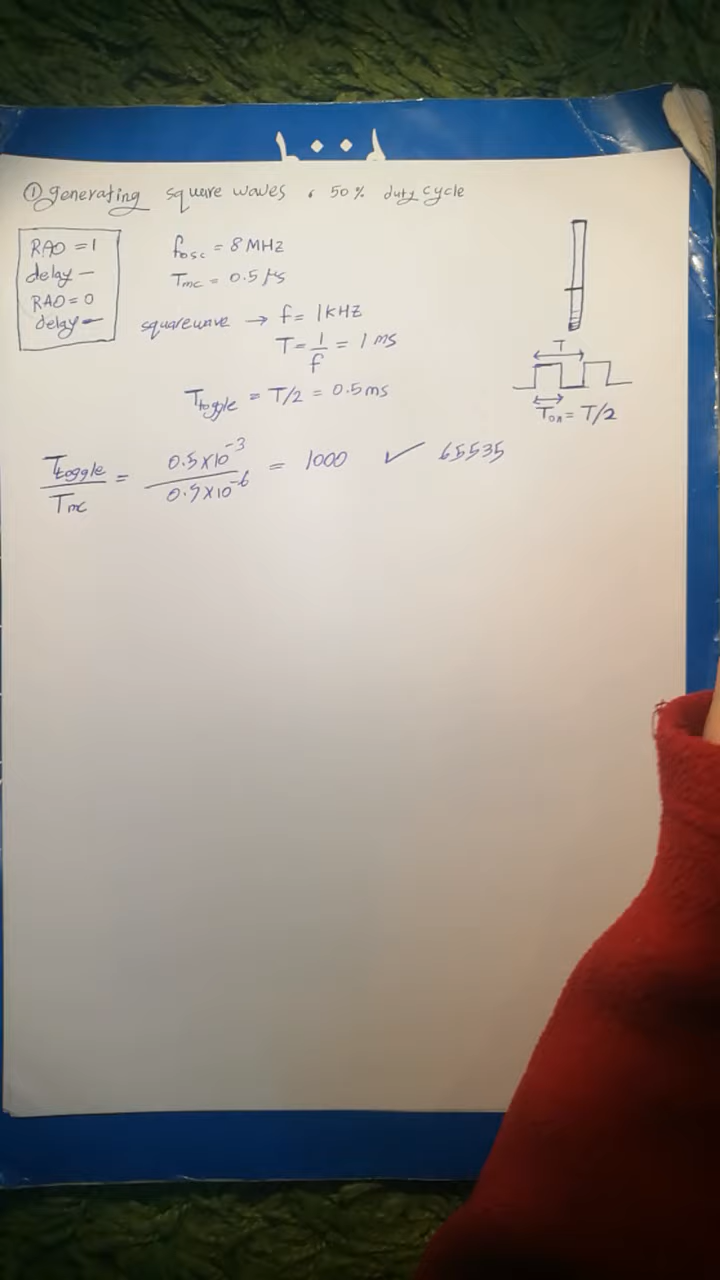 ① generating square waves, 50% duty cycle
RA0 = 1
delay —
RA0 = 0
delay —
fosc = 8 MHz
Tmc = 0.5 μs
squarewave → f = 1 KHZ
T = 1/f = 1 ms
Ttoggle = T/2 = 0.5 ms
T
Ton = T/2
Ttoggle/Tmc = 0.5×10⁻³/0.5×10⁻⁶ = 1000 ✓ 65535